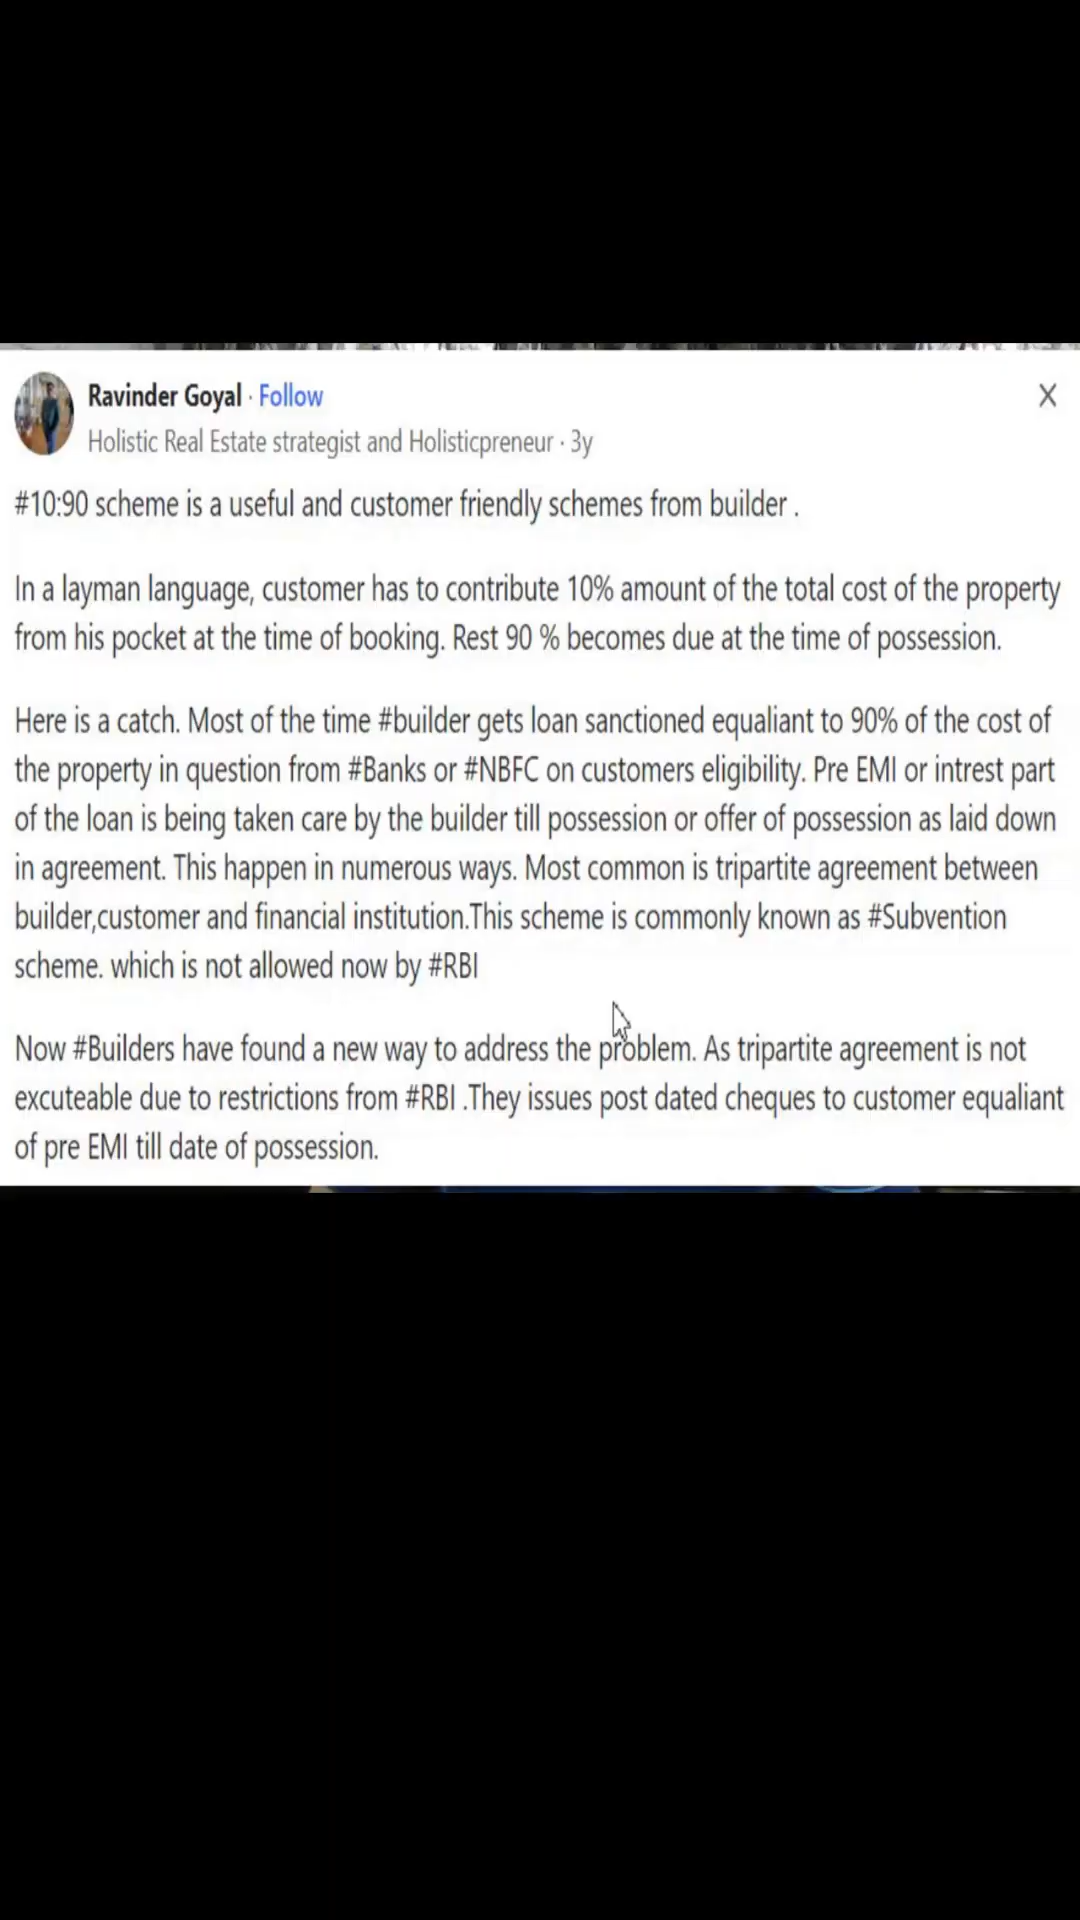 Ravinder Goyal · Follow
X
Holistic Real Estate strategist and Holisticpreneur · 3y
#10:90 scheme is a useful and customer friendly schemes from builder .
In a layman language, customer has to contribute 10% amount of the total cost of the property
from his pocket at the time of booking. Rest 90 % becomes due at the time of possession.
Here is a catch. Most of the time #builder gets loan sanctioned equaliant to 90% of the cost of
the property in question from #Banks or #NBFC on customers eligibility. Pre EMI or intrest part
of the loan is being taken care by the builder till possession or offer of possession as laid down
in agreement. This happen in numerous ways. Most common is tripartite agreement between
builder,customer and financial institution.This scheme is commonly known as #Subvention
scheme. which is not allowed now by #RBI
Now #Builders have found a new way to address the problem. As tripartite agreement is not
excuteable due to restrictions from #RBI .They issues post dated cheques to customer equaliant
of pre EMI till date of possession.